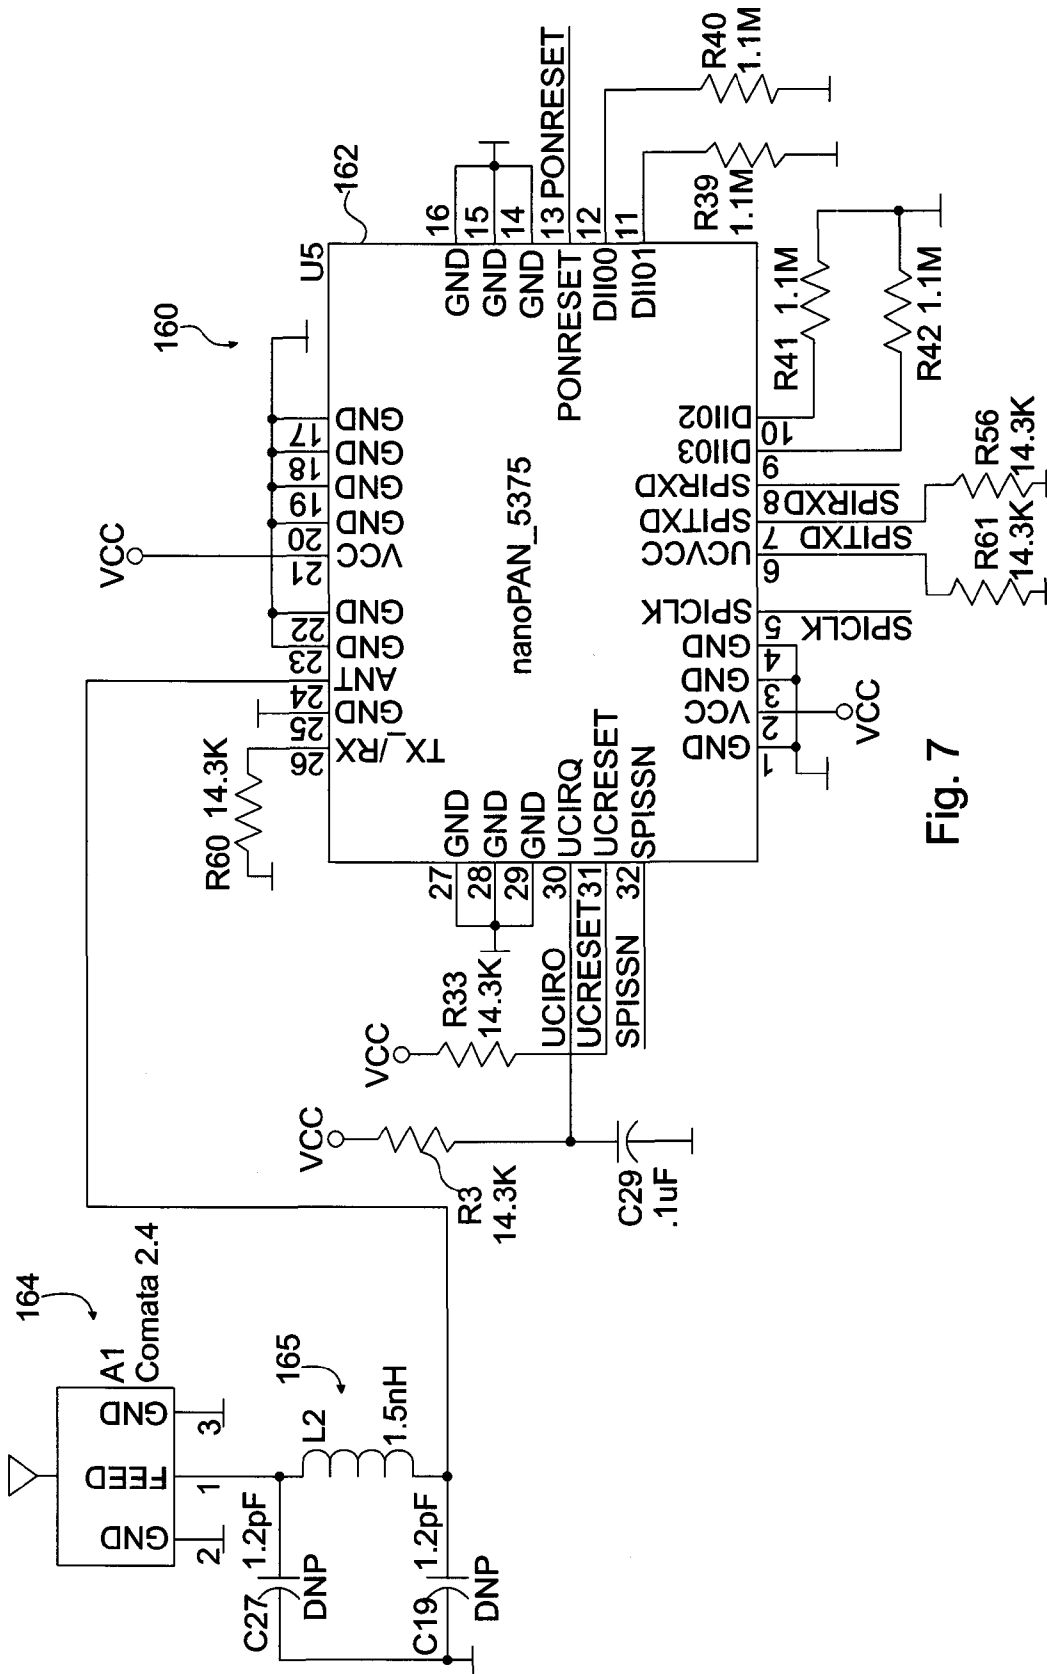 160
162
U5
nanoPAN_5375
VCC
17 GND
18 GND
19 GND
20 GND
21 VCC
22 GND
23 GND
24 ANT
25 GND
26 TX_/RX
R60 14.3K
GND 16
GND 15
GND 14
PONRESET 13 PONRESET
DII00 12
DII01 11
R40
1.1M
R39
1.1M
DII02 10
DII03 9
SPIRXD 8 SPIRXD
SPITXD 7 SPITXD
UCVCC 6
SPICLK 5 SPICLK
GND 4
GND 3
VCC 2
GND 1
VCC
R41 1.1M
R42 1.1M
R56
14.3K
R61
14.3K
27 GND
28 GND
29 GND
UCIRO 30 UCIRQ
UCRESET 31 UCRESET
SPISSN 32 SPISSN
VCC
R33
14.3K
VCC
R3
14.3K
C29
.1uF
164
A1
Comata 2.4
GND 3
FEED 1
GND 2
165
L2
1.5nH
C27 1.2pF
DNP
C19 1.2pF
DNP
Fig. 7